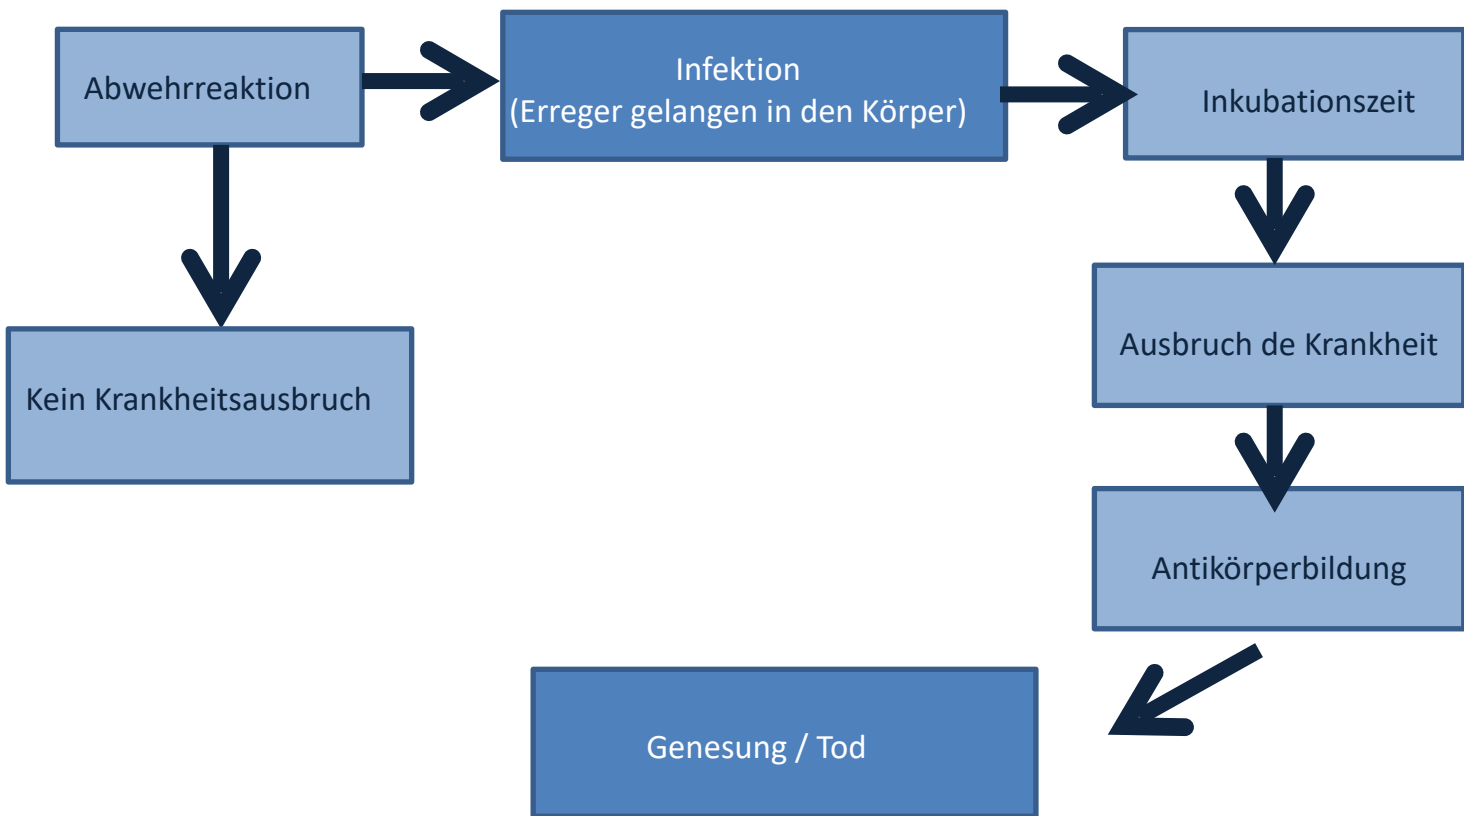 Abwehrreaktion
Infektion
(Erreger gelangen in den Körper)
Inkubationszeit
Kein Krankheitsausbruch
Ausbruch de Krankheit
Antikörperbildung
Genesung / Tod